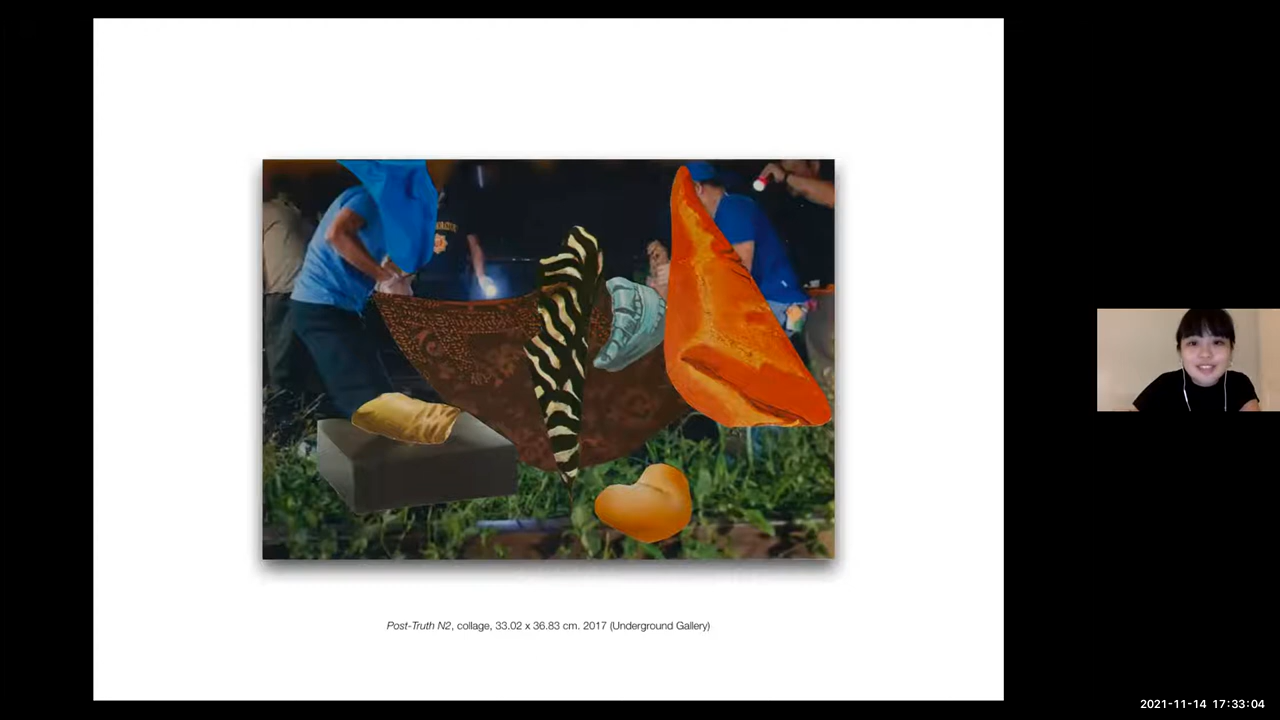 Post-Truth N2, collage, 33.02 x 36.83 cm. 2017 (Underground Gallery)
2021-11-14 17:33:04